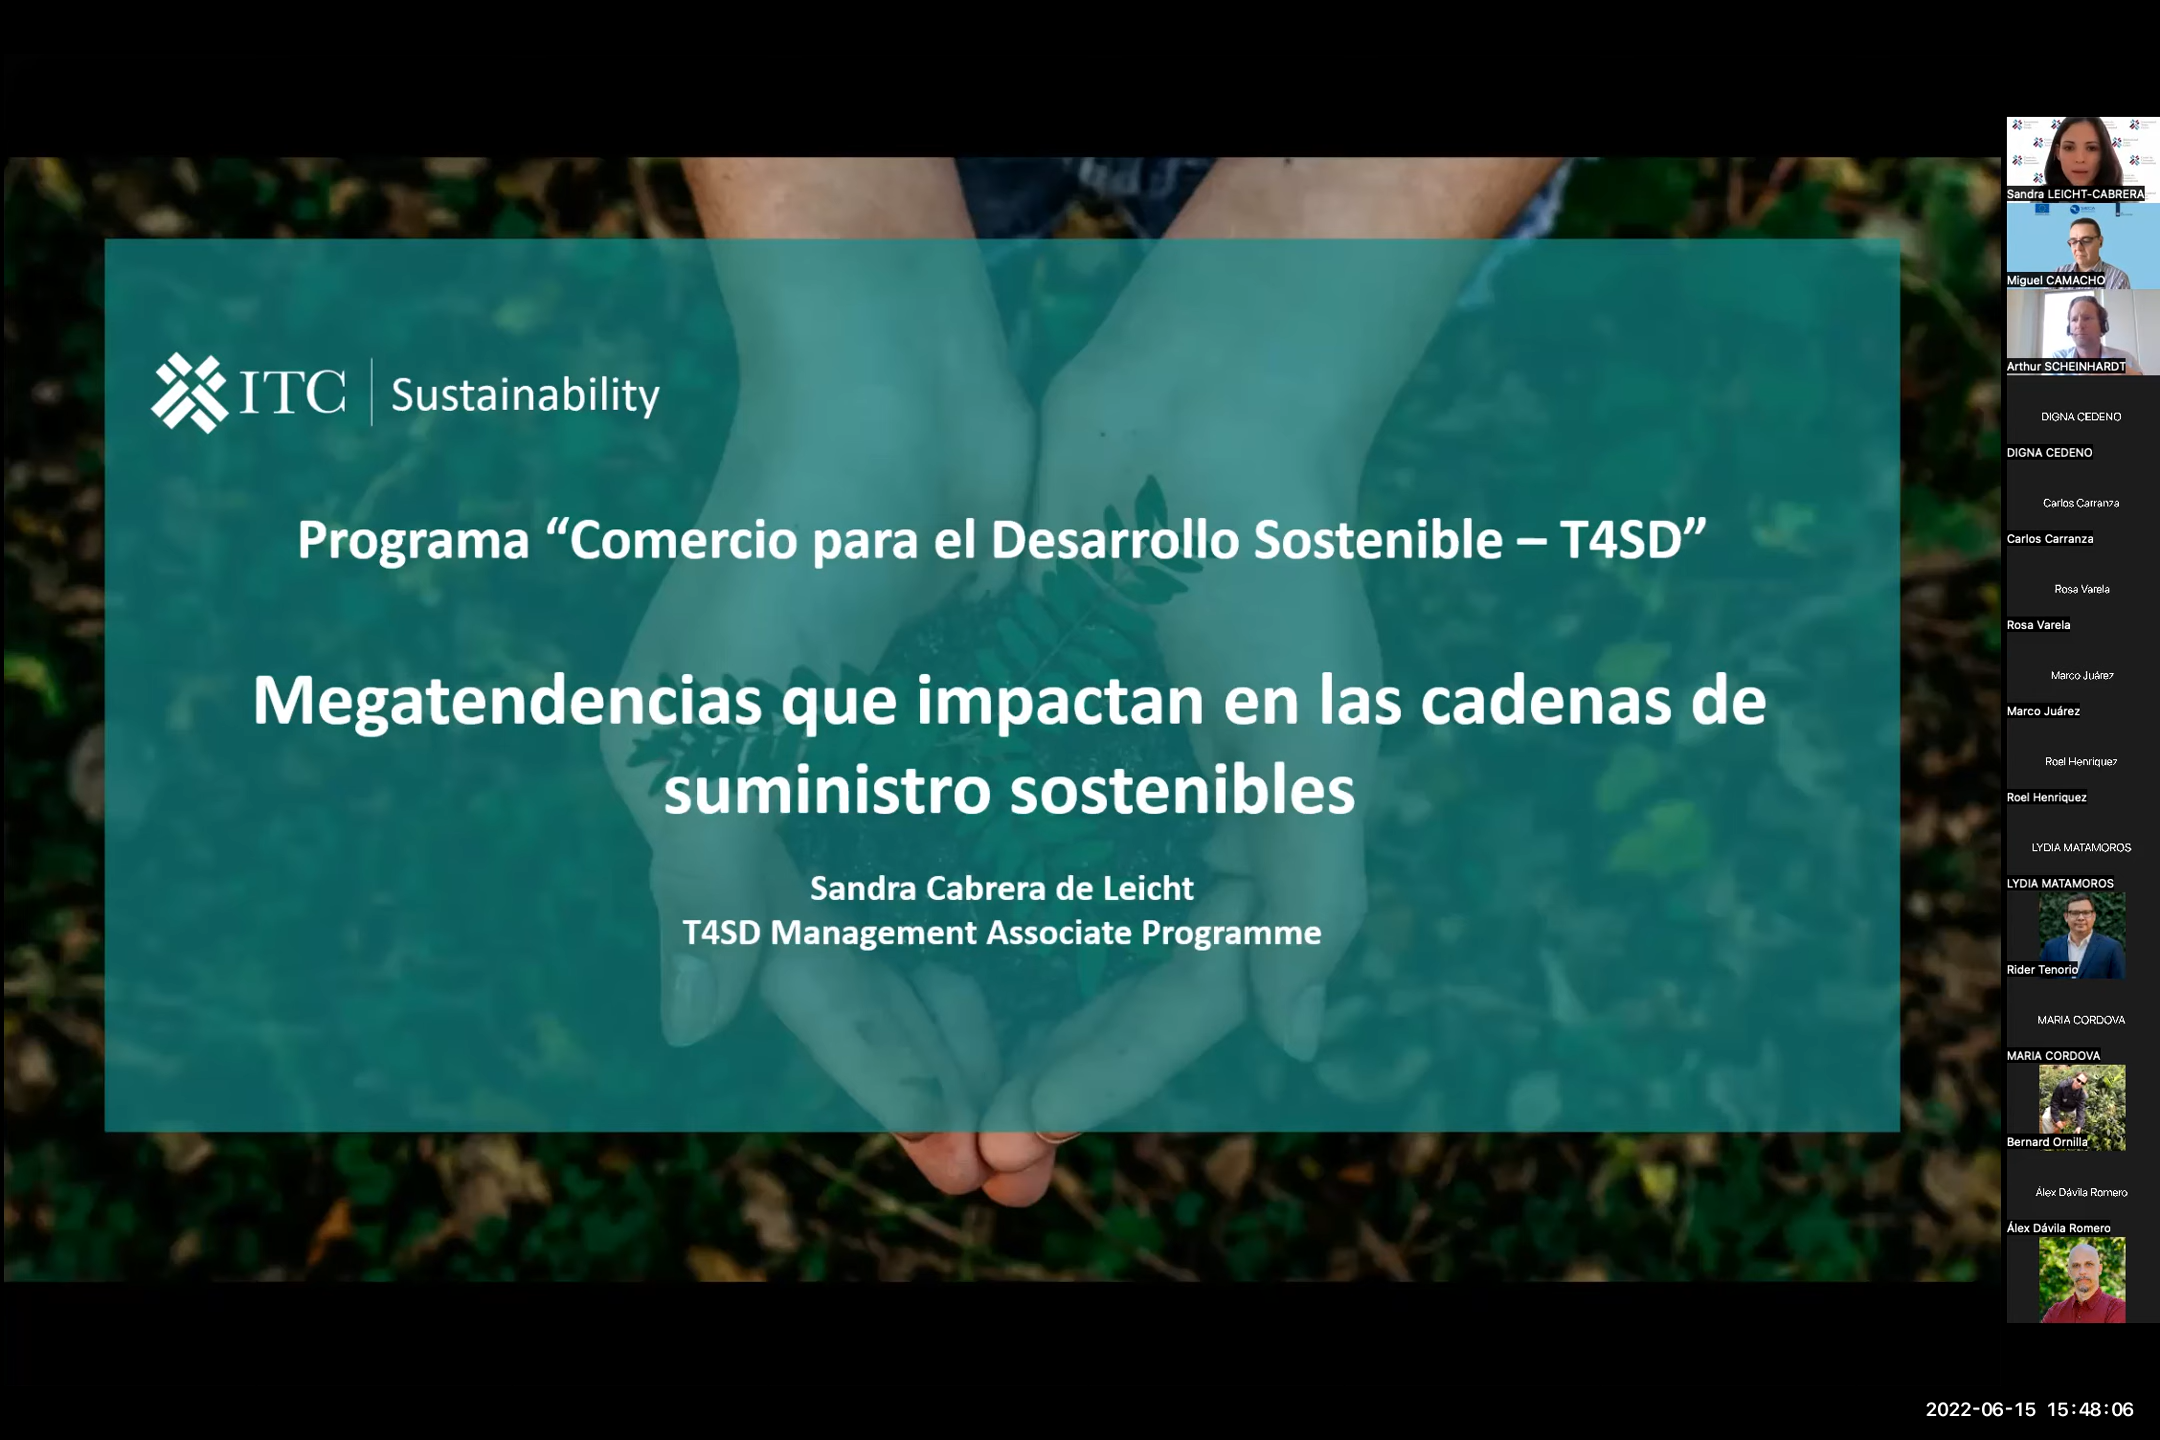 ITC | Sustainability
Programa “Comercio para el Desarrollo Sostenible – T4SD”
Megatendencias que impactan en las cadenas de
suministro sostenibles
Sandra Cabrera de Leicht
T4SD Management Associate Programme
Sandra LEICHT-CABRERA
Miguel CAMACHO
Arthur SCHEINHARDT
DIGNA CEDENO
DIGNA CEDENO
Carlos Carranza
Carlos Carranza
Rosa Varela
Rosa Varela
Marco Juárez
Marco Juárez
Roel Henriquez
Roel Henriquez
LYDIA MATAMOROS
LYDIA MATAMOROS
Rider Tenorio
MARIA CORDOVA
MARIA CORDOVA
Bernard Ornilla
Álex Dávila Romero
Álex Dávila Romero
2022-06-15 15:48:06